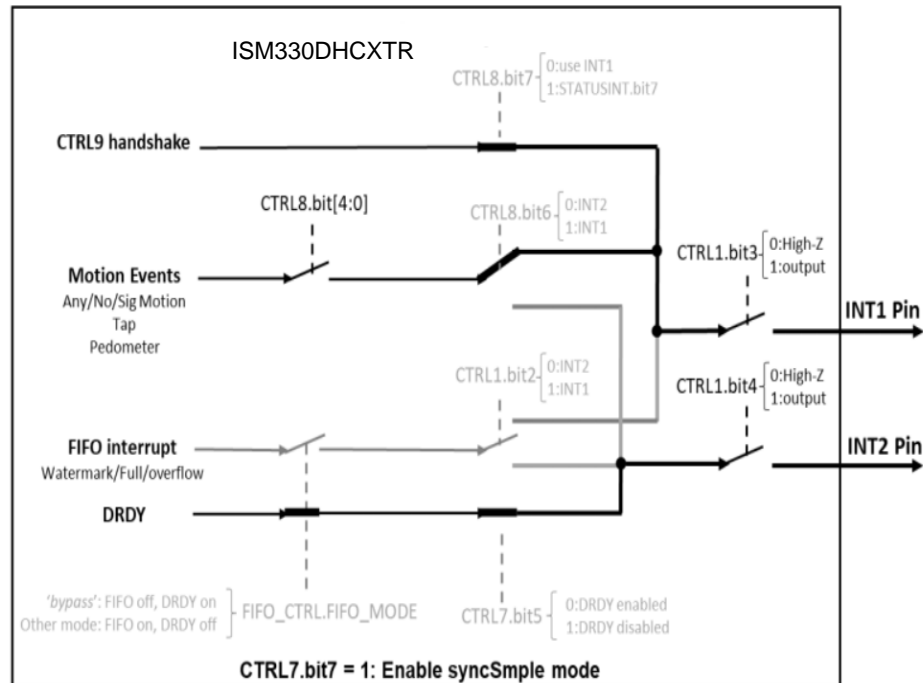 ISM330DHCXTR
CTRL8.bit7
0:use INT1
1:STATUSINT.bit7
CTRL9 handshake
CTRL8.bit[4:0]
CTRL8.bit6
0:INT2
1:INT1
CTRL1.bit3
0:High-Z
1:output
Motion Events
Any/No/Sig Motion
Tap
Pedometer
INT1 Pin
CTRL1.bit2
0:INT2
1:INT1
CTRL1.bit4
0:High-Z
1:output
FIFO interrupt
Watermark/Full/overflow
INT2 Pin
DRDY
'bypass': FIFO off, DRDY on
Other mode: FIFO on, DRDY off
FIFO_CTRL.FIFO_MODE
CTRL7.bit5
0:DRDY enabled
1:DRDY disabled
CTRL7.bit7 = 1: Enable syncSmple mode